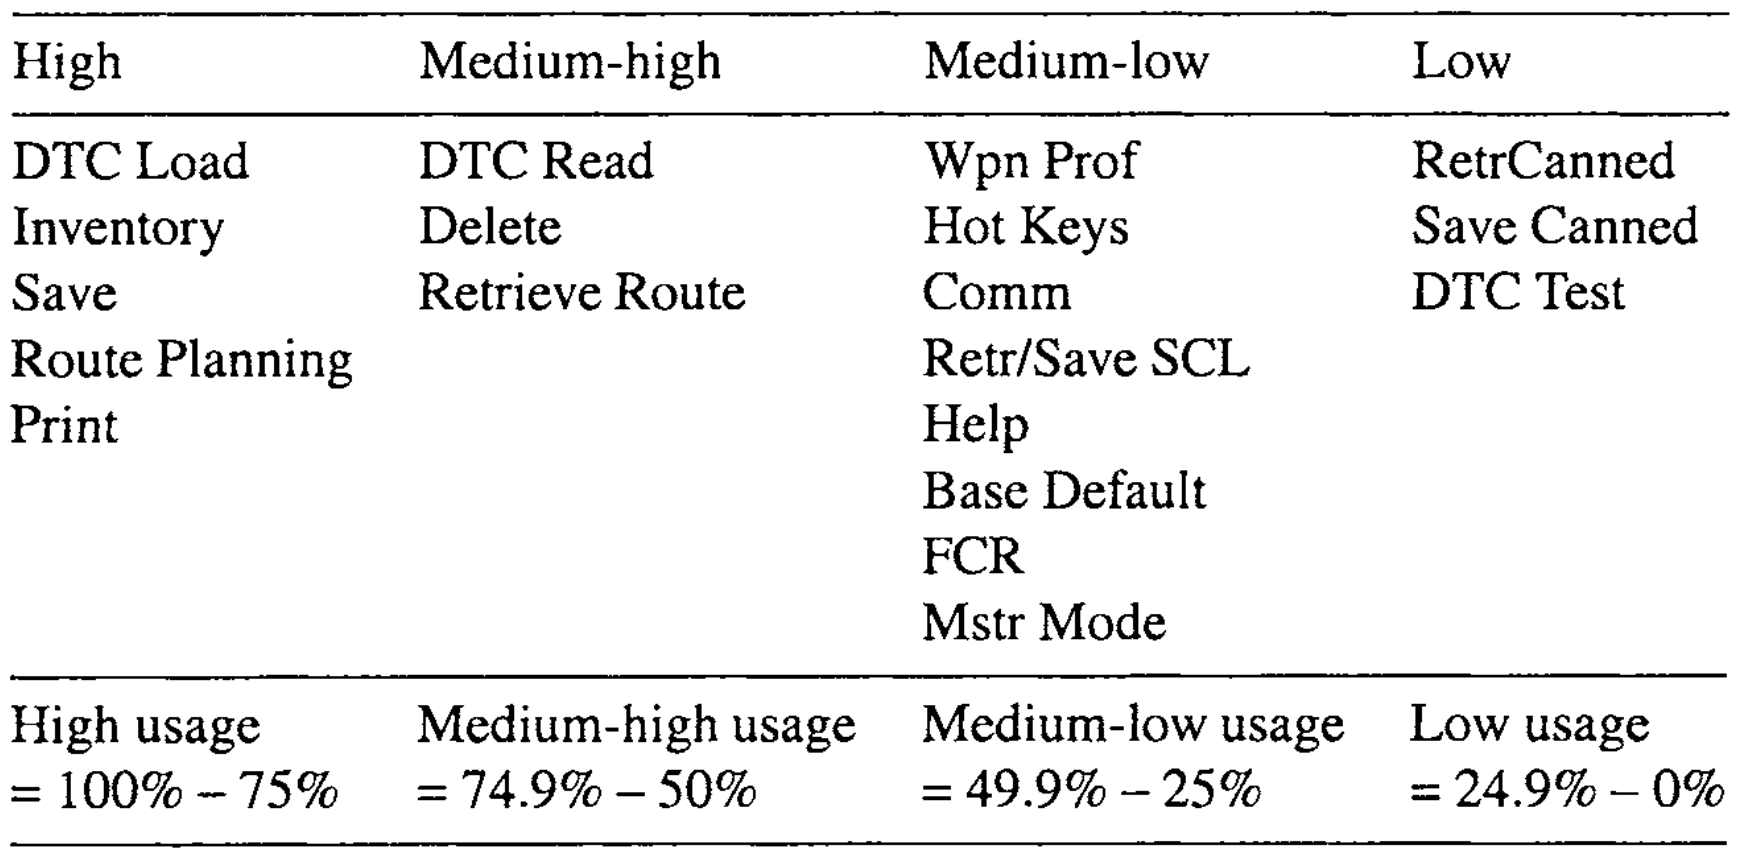 High Medium-high Medium-low Low
DTC Load DTC Read Wpn Prof RetrCanned
Inventory Delete Hot Keys Save Canned
Save Retrieve Route Comm DTC Test
Route Planning Retr/Save SCL
Print Help
Base Default
FCR
Mstr Mode
High usage Medium-high usage Medium-low usage Low usage
= 100% – 75% = 74.9% – 50% = 49.9% – 25% = 24.9% – 0%